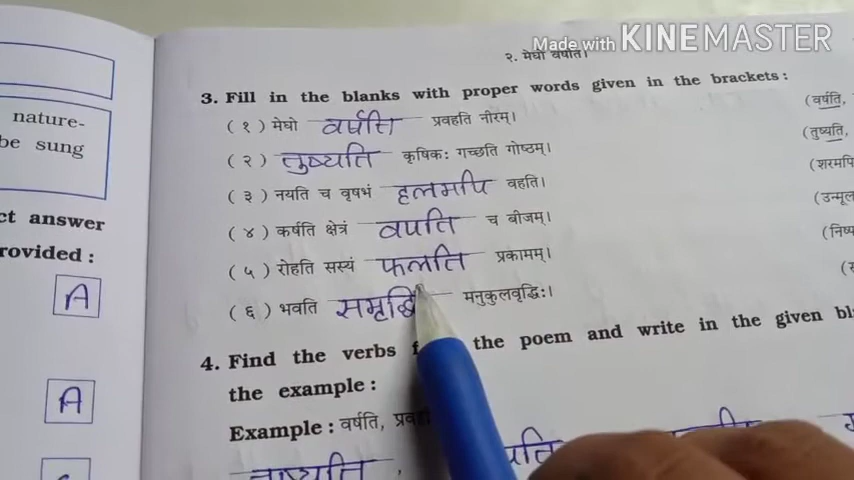 Made with KINEMASTER
२. मेघो वर्षति।
nature-
be sung
ct answer
rovided :
A
A
3. Fill in the blanks with proper words given in the brackets :
( १ ) मेघो वर्षति प्रवहति नीरम्। (वर्षति,
( २ ) तुष्यति कृषिकः गच्छति गोष्ठम्। (तुष्यति,
( ३ ) नयति च वृषभं हलमपि वहति। (शरमपि
( ४ ) कर्षति क्षेत्रं वपति च बीजम्। (उन्मूल
( ५ ) रोहति सस्यं फलति प्रकामम्। (निष्प
( ६ ) भवति समृद्धि मनुकुलवृद्धिः।
4. Find the verbs the poem and write in the given bl
the example :
Example : वर्षति,
तुष्यति ,